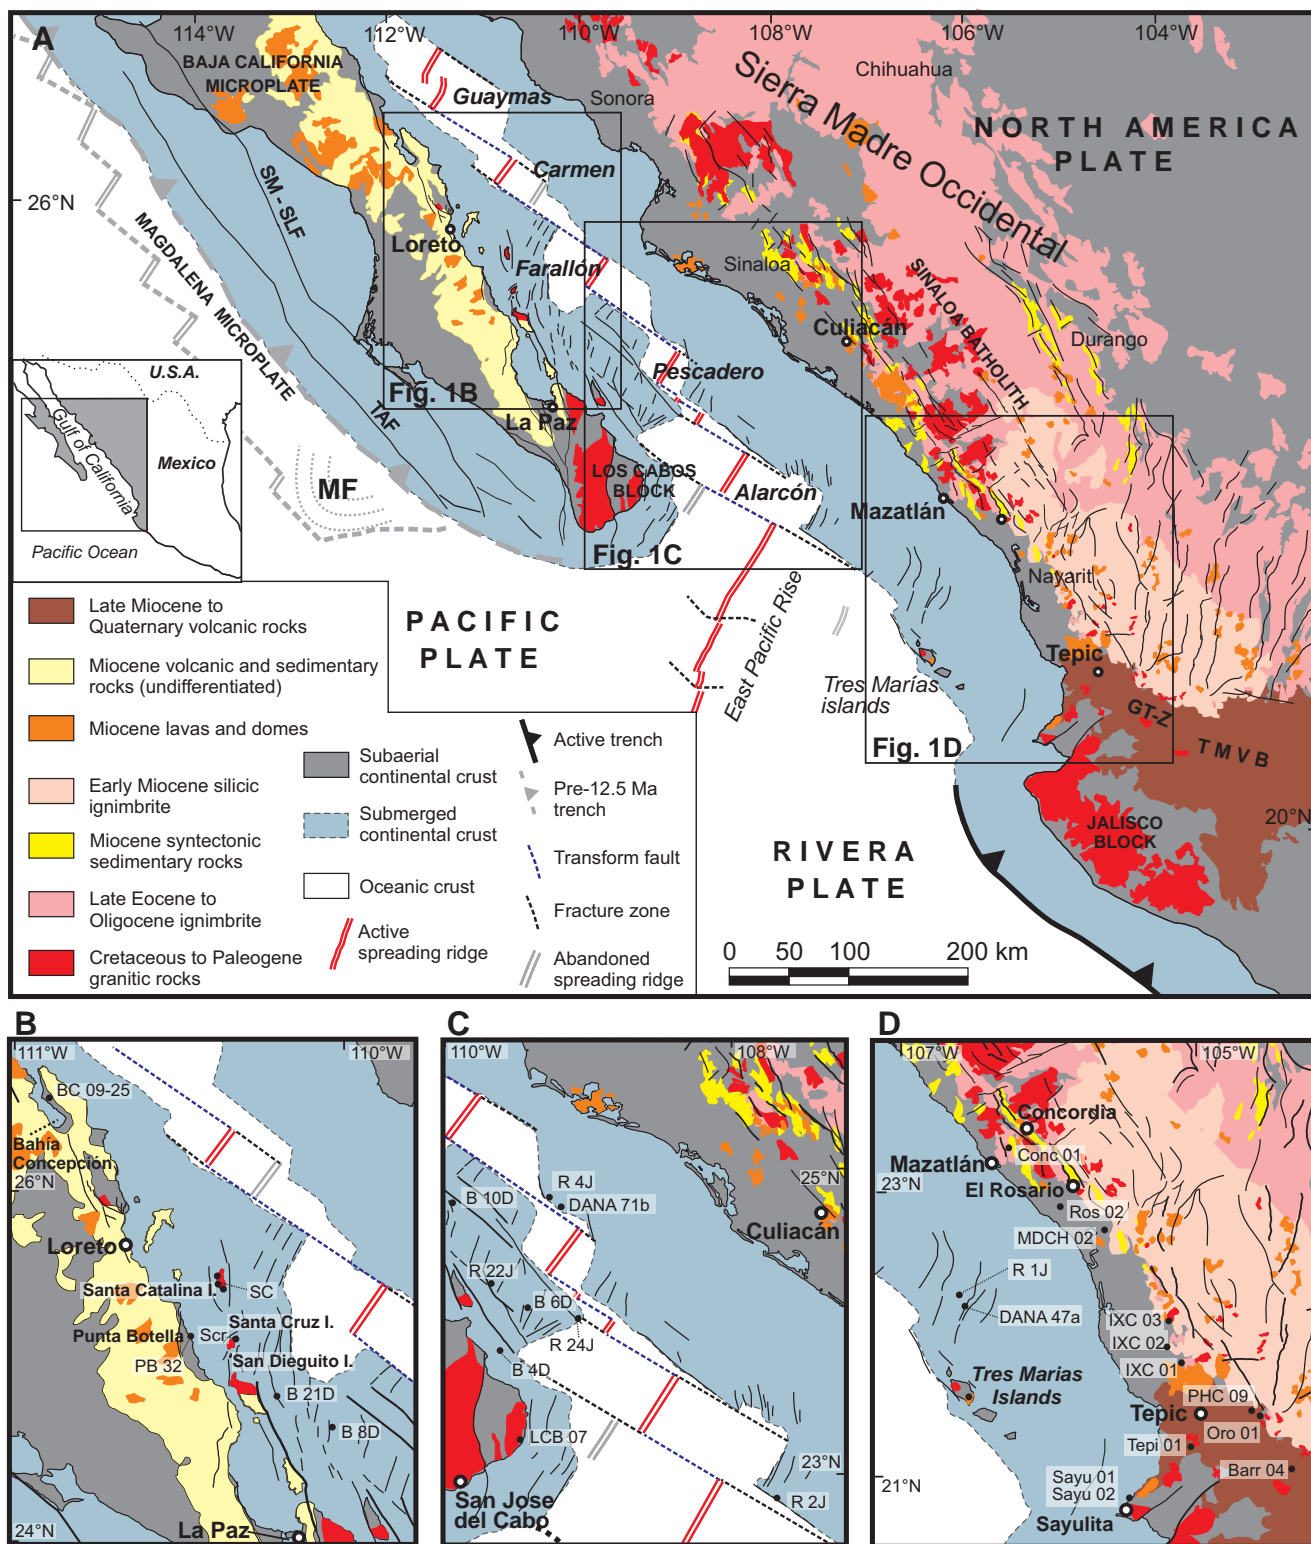 A
114°W
112°W
110°W
108°W
106°W
104°W
BAJA CALIFORNIA
MICROPLATE
Guaymas
Sonora
Chihuahua
Sierra Madre Occidental
NORTH AMERICA
PLATE
Carmen
26°N
SM - SLF
MAGDALENA MICROPLATE
Loreto
Farallón
Sinaloa
SINALOA BATHOLITH
Culiacán
Durango
Pescadero
Fig. 1B
La Paz
TAF
U.S.A.
Gulf of California
Mexico
Pacific Ocean
MF
LOS CABOS
BLOCK
Alarcón
Mazatlán
Fig. 1C
Nayarit
PACIFIC
PLATE
East Pacific Rise
Tres Marías
islands
Tepic
GT-Z
TMVB
Fig. 1D
20°N
JALISCO
BLOCK
RIVERA
PLATE
0 50 100 200 km
Late Miocene to
Quaternary volcanic rocks
Miocene volcanic and sedimentary
rocks (undifferentiated)
Miocene lavas and domes
Early Miocene silicic
ignimbrite
Miocene syntectonic
sedimentary rocks
Late Eocene to
Oligocene ignimbrite
Cretaceous to Paleogene
granitic rocks
Subaerial
continental crust
Submerged
continental crust
Oceanic crust
Active
spreading ridge
Active trench
Pre-12.5 Ma
trench
Transform fault
Fracture zone
Abandoned
spreading ridge
B
111°W
110°W
BC 09-25
Bahía
Concepción
26°N
Loreto
Santa Catalina I.
SC
Santa Cruz I.
Punta Botella
Scr
PB 32
San Dieguito I.
B 21D
B 8D
24°N
La Paz
C
110°W
108°W
R 4J
B 10D
DANA 71b
25°N
Culiacán
R 22J
B 6D
R 24J
B 4D
LCB 07
23°N
San Jose
del Cabo
R 2J
D
107°W
105°W
Concordia
Conc 01
Mazatlán
El Rosario
23°N
Ros 02
MDCH 02
R 1J
DANA 47a
IXC 03
IXC 02
IXC 01
Tres Marias
Islands
PHC 09
Tepic
Oro 01
Tepi 01
Barr 04
21°N
Sayu 01
Sayu 02
Sayulita